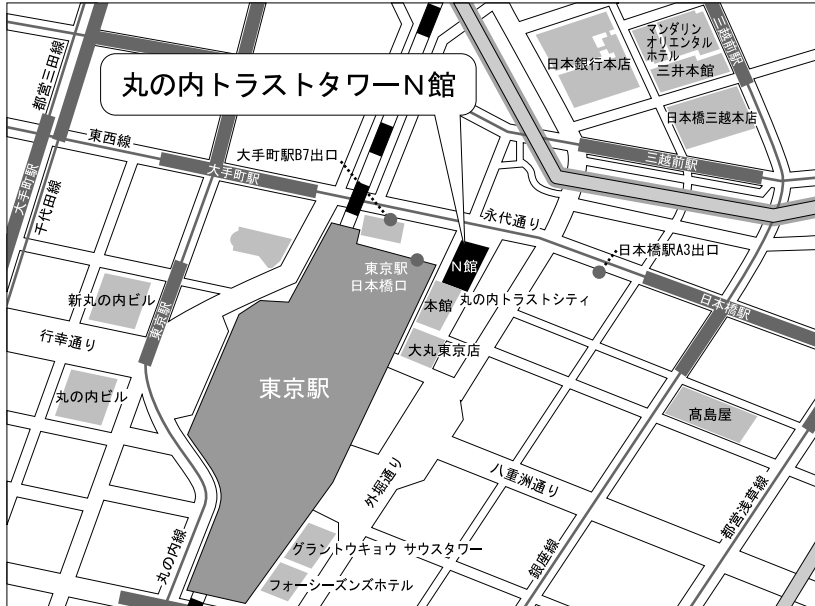 都営三田線
三越前駅
マンダリン
オリエンタル
ホテル
三井本館
日本銀行本店
日本橋三越本店
丸の内トラストタワーN館
東西線
大手町駅B7出口
三越前駅
大手町駅
大手町駅
千代田線
永代通り
日本橋駅A3出口
N館
東京駅
日本橋口
新丸の内ビル
東京駅
本館
丸の内トラストシティ
日本橋駅
行幸通り
大丸東京店
東京駅
丸の内ビル
髙島屋
外堀通り
八重洲通り
都営浅草線
丸の内線
グラントウキョウ サウスタワー
銀座線
フォーシーズンズホテル